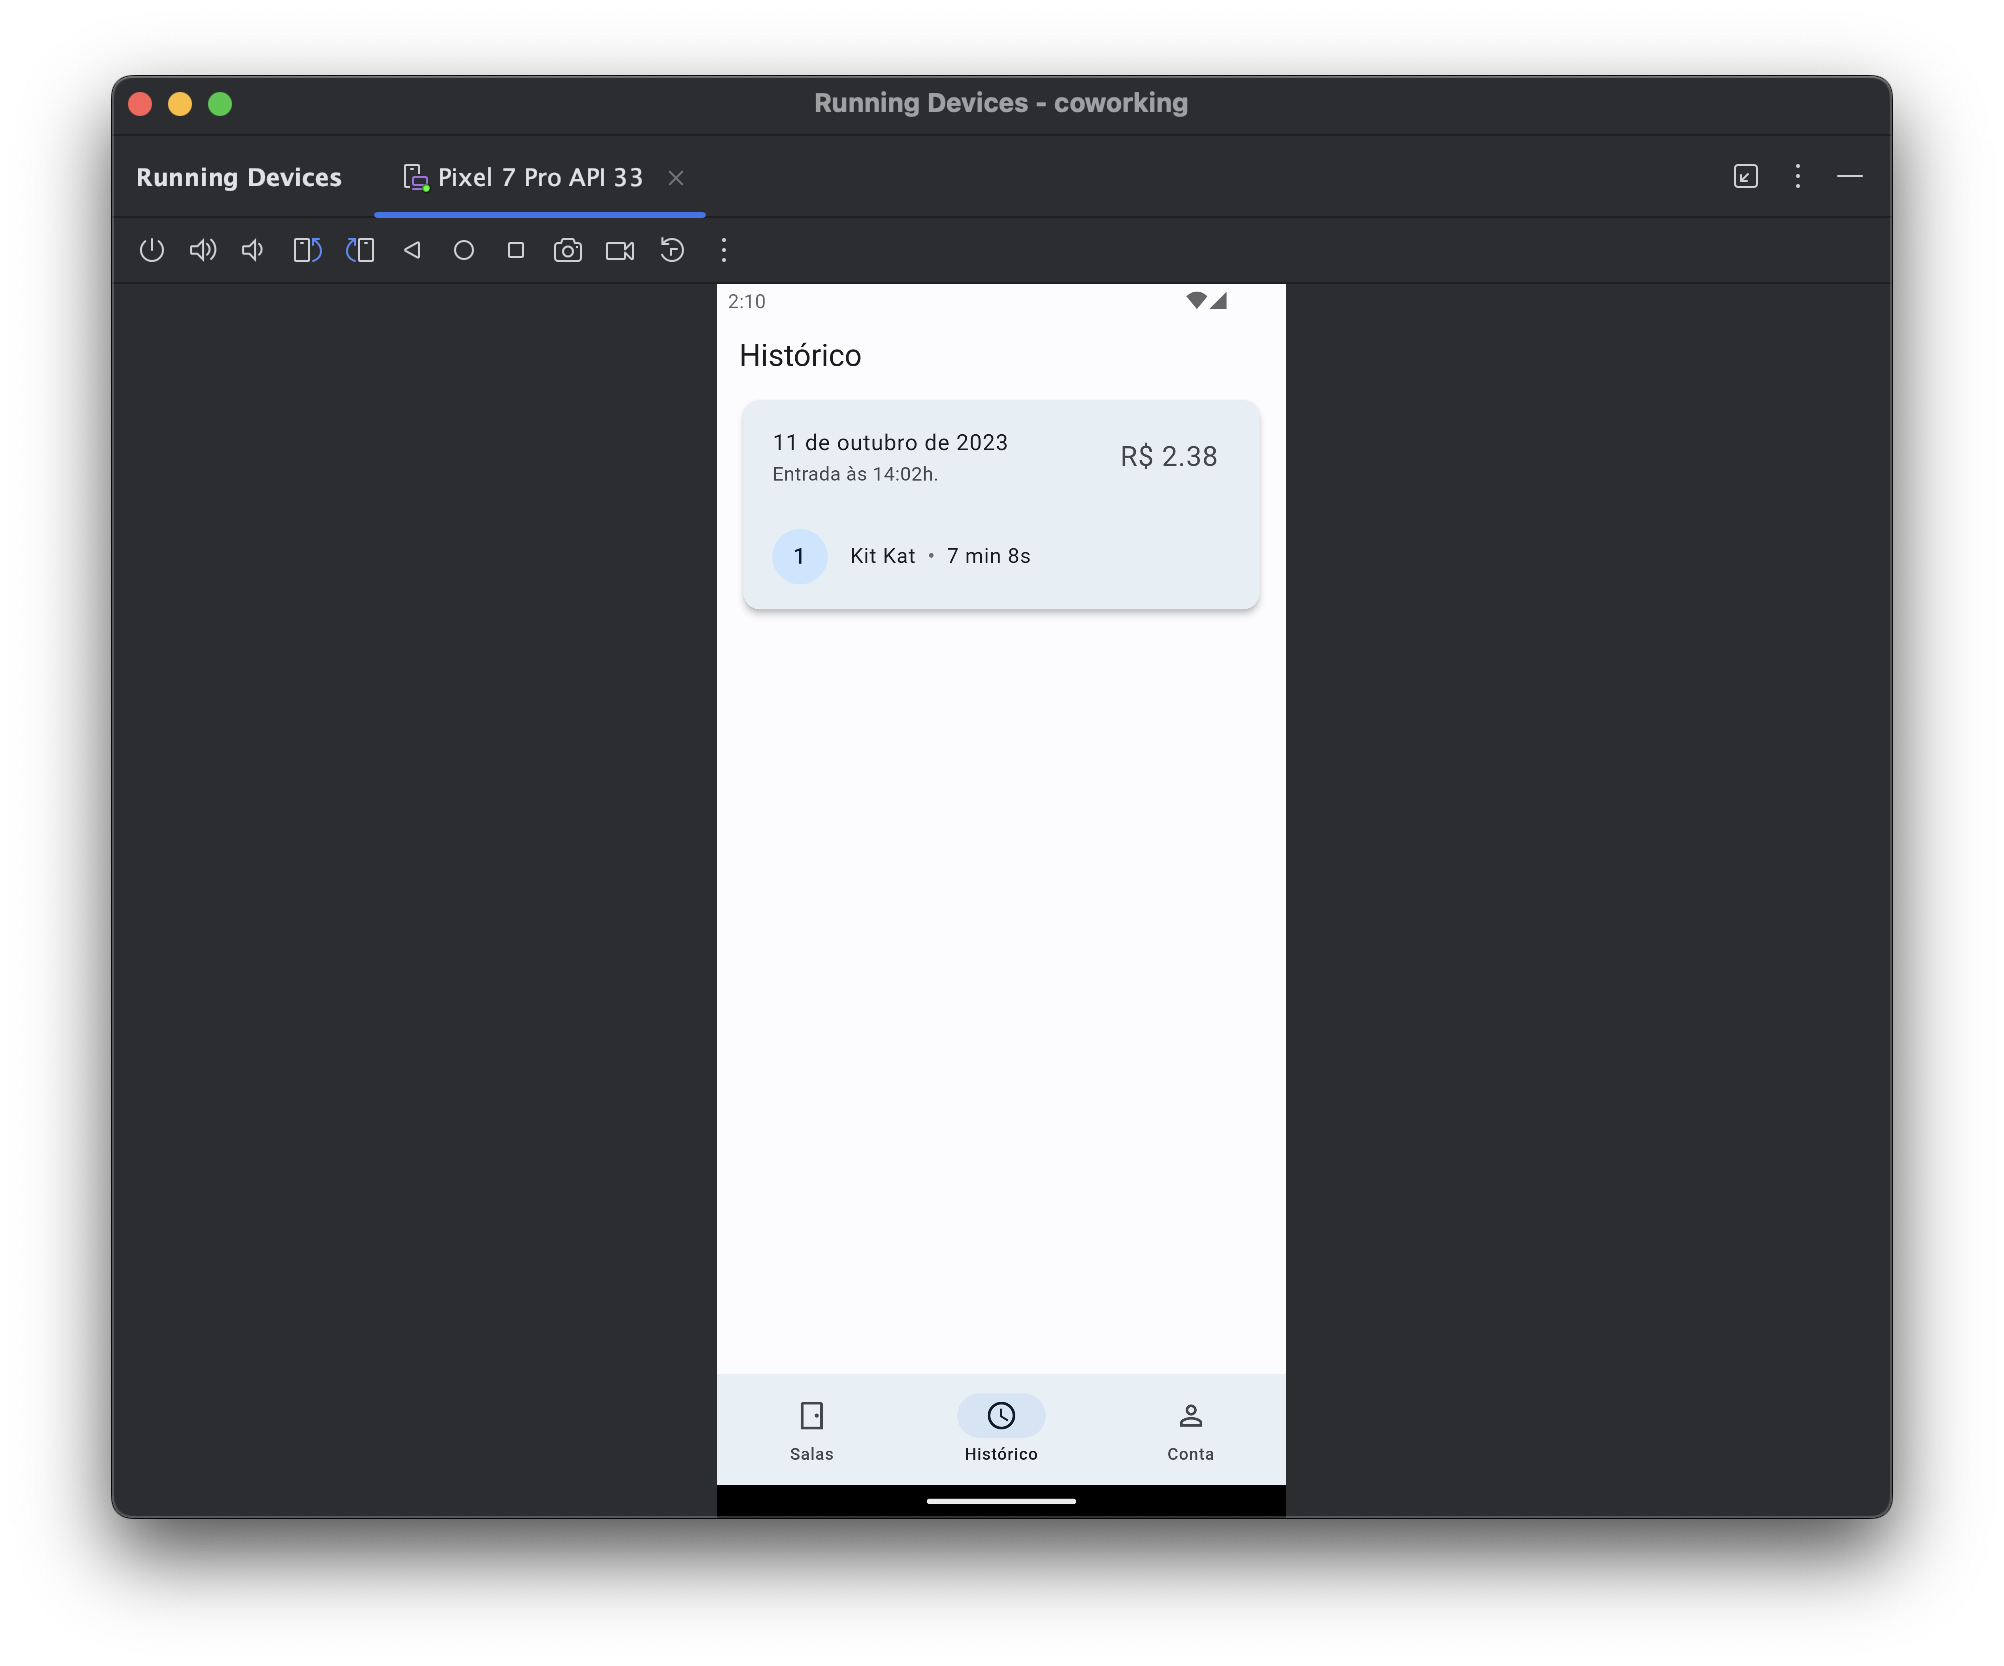 Running Devices - coworking
Running Devices
Pixel 7 Pro API 33
2:10
Histórico
11 de outubro de 2023
R$ 2.38
Entrada às 14:02h.
1 Kit Kat • 7 min 8s
Salas
Histórico
Conta